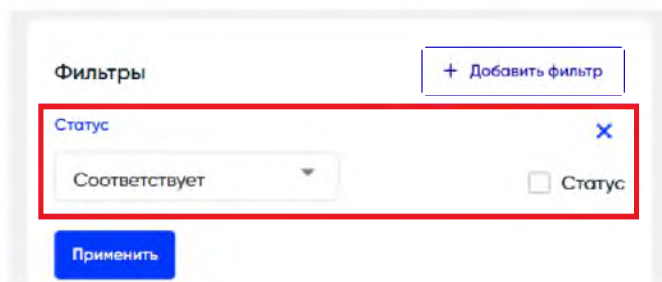 Фильтры
+ Добавить фильтр
Статус
Соответствует
Статус
Применить